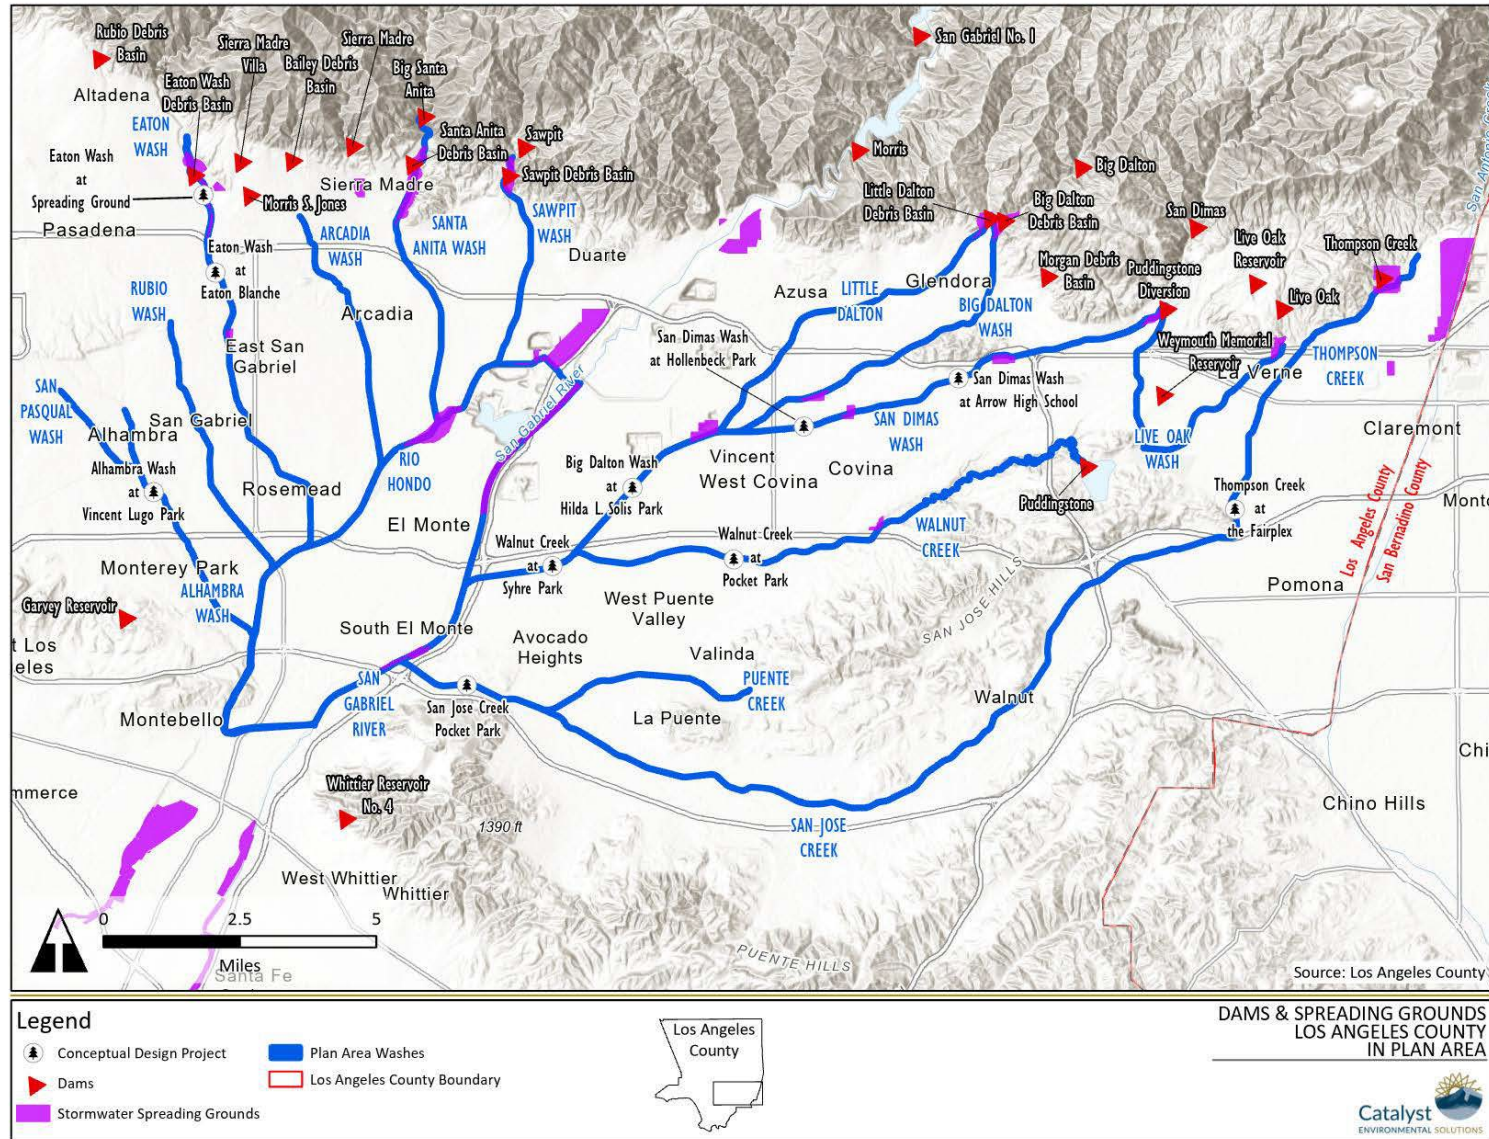 Rubio Debris
Basin
Sierra Madre
Villa
Sierra Madre
Bailey Debris
Basin
Big Santa
Anita
San Gabriel No. 1
Altadena
Eaton Wash
Debris Basin
EATON
WASH
Santa Anita
Debris Basin
Sawpit
Sawpit Debris Basin
Morris
Big Dalton
San Antonio Creek
Eaton Wash
at
Spreading Ground
Sierra Madre
Morris S. Jones
Little Dalton
Debris Basin
Big Dalton
Debris Basin
San Dimas
Pasadena
ARCADIA
WASH
SANTA
ANITA WASH
SAWPIT
WASH
Duarte
Live Oak
Reservoir
Thompson Creek
Eaton Wash
at
Eaton Blanche
Morgan Debris
Basin
Puddingstone
Diversion
Live Oak
RUBIO
WASH
Arcadia
Azusa
LITTLE
DALTON
Glendora
BIG DALTON
WASH
San Dimas Wash
at Hollenbeck Park
Weymouth Memorial
Reservoir
THOMPSON
CREEK
East San
Gabriel
San Gabriel River
San Dimas Wash
at Arrow High School
La Verne
SAN
PASQUAL
WASH
San Gabriel
Alhambra
SAN DIMAS
WASH
LIVE OAK
WASH
Claremont
Alhambra Wash
at
Vincent Lugo Park
RIO
HONDO
Rosemead
Big Dalton Wash
at
Hilda L. Solis Park
Vincent
West Covina
Covina
Puddingstone
Thompson Creek
at
the Fairplex
Los Angeles County
San Bernadino County
Mont
El Monte
Walnut Creek
at
Syhre Park
Walnut Creek
at
Pocket Park
WALNUT
CREEK
Monterey Park
ALHAMBRA
WASH
Garvey Reservoir
West Puente
Valley
SAN JOSE HILLS
Pomona
t Los
eles
South El Monte
Avocado
Heights
Valinda
PUENTE
CREEK
Walnut
SAN
GABRIEL
RIVER
San Jose Creek
Pocket Park
La Puente
Montebello
Chi
mmerce
Whittier Reservoir
No. 4
1390 ft
SAN JOSE
CREEK
Chino Hills
West Whittier
Whittier
PUENTE HILLS
0 2.5 5
Miles
Santa Fe
Source: Los Angeles County
Legend
Conceptual Design Project
Dams
Stormwater Spreading Grounds
Plan Area Washes
Los Angeles County Boundary
Los Angeles
County
DAMS & SPREADING GROUNDS
LOS ANGELES COUNTY
IN PLAN AREA
Catalyst
ENVIRONMENTAL SOLUTIONS